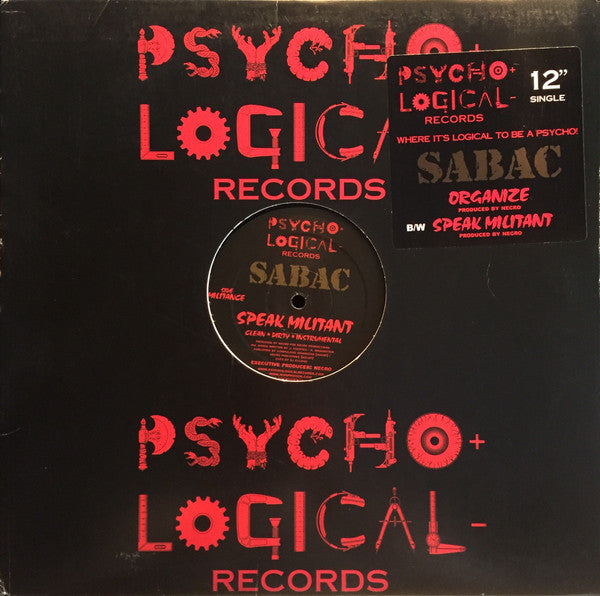 PSYCHO+
LOGICAL-
RECORDS
PSYCHO+
LOGICAL-
RECORDS
12"
SINGLE
WHERE IT'S LOGICAL TO BE A PSYCHO!
SABAC
ORGANIZE
PRODUCED BY NECRO
B/W SPEAK MILITANT
PRODUCED BY NECRO
PSYCHO+
LOGICAL-
RECORDS
SABAC
SIDE
MILITANCE
SPEAK MILITANT
CLEAN * DIRTY * INSTRUMENTAL
EXECUTIVE PRODUCER: NECRO
PSYCHO+
LOGICAL-
RECORDS